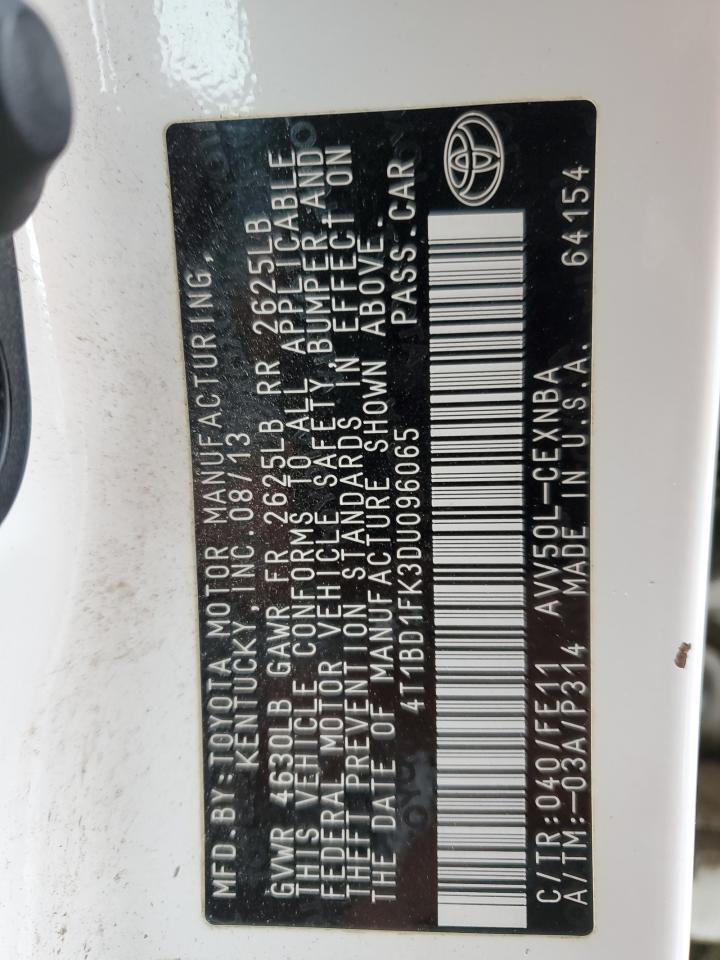 MFD.BY:TOYOTA MOTOR MANUFACTURING,
KENTUCKY,INC.08/13
GVWR 4630LB GAWR FR 2625LB RR 2625LB
THIS VEHICLE CONFORMS TO ALL APPLICABLE
FEDERAL MOTOR VEHICLE SAFETY,BUMPER,AND
THEFT PREVENTION STANDARDS IN EFFECT ON
THE DATE OF MANUFACTURE SHOWN ABOVE.
4T1BD1FK3DU096065 PASS.CAR
C/TR:040/FE11 AVV50L-CEXNBA
A/TM:-03A/P314 MADE IN U.S.A. 64154